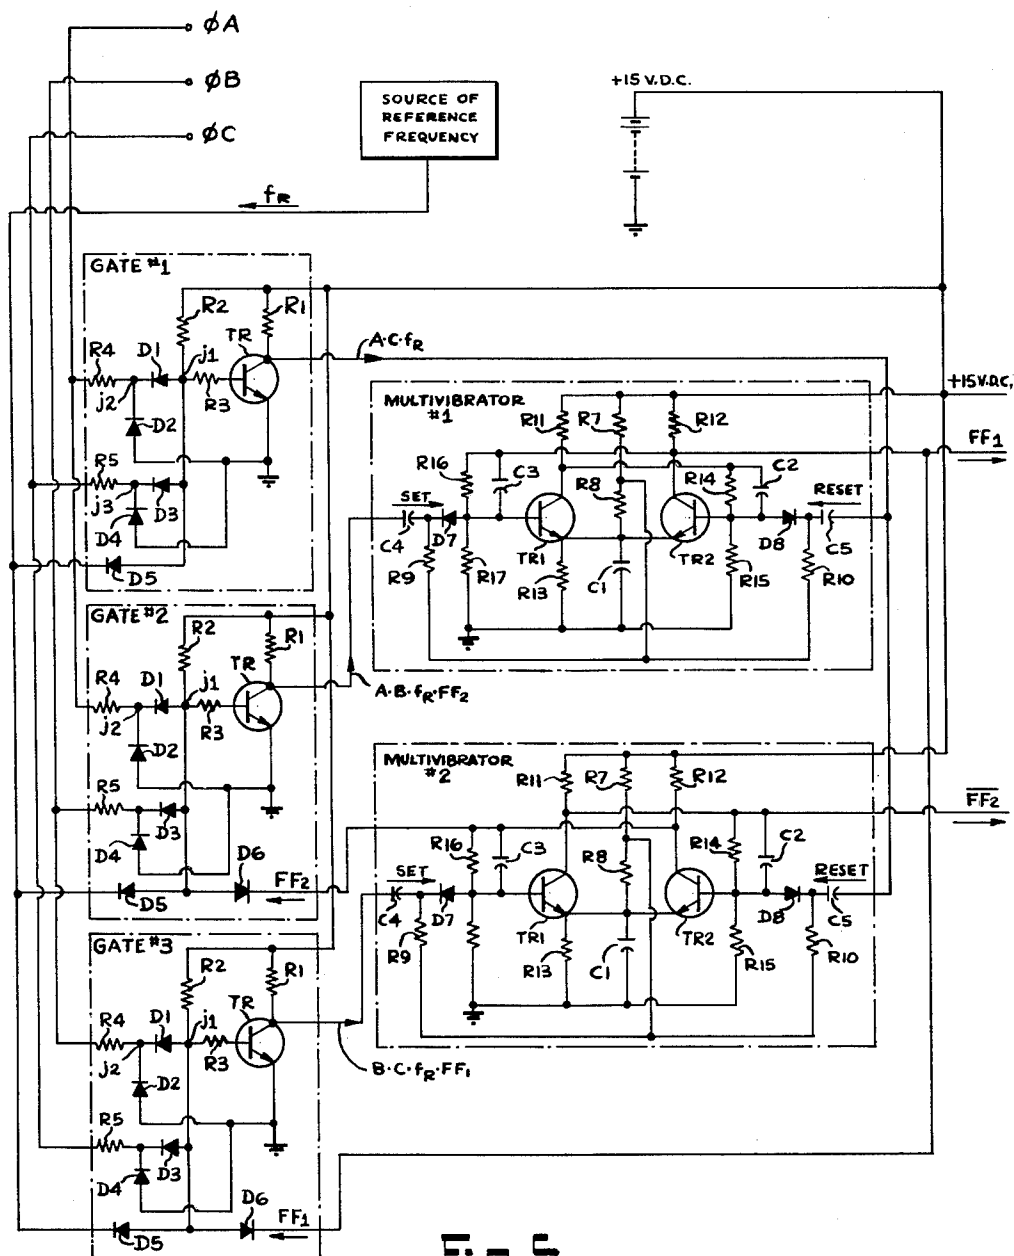 ØA
ØB
ØC
SOURCE OF
REFERENCE
FREQUENCY
+15 V.D.C.
fR
GATE #1
R2
R1
TR
A·C·fR
R4
D1
j1
j2
R3
D2
R5
j3
D3
D4
D5
+15V.D.C.
MULTIVIBRATOR
#1
R11
R7
R12
FF1
R16
C3
R8
R14
C2
SET
RESET
C4
D7
TR1
TR2
D8
C5
R9
R17
R13
C1
R15
R10
GATE #2
R2
R1
TR
R4
D1
j1
j2
R3
A·B·fR·FF2
D2
R5
D3
D4
D6
FF2
D5
MULTIVIBRATOR
#2
R11
R7
R12
FF2
R16
C3
R8
R14
C2
SET
RESET
C4
D7
TR1
TR2
D8
C5
R9
R13
C1
R15
R10
GATE #3
R2
R1
TR
R4
D1
j1
j2
R3
D2
B·C·fR·FF1
R5
D3
D4
D6
FF1
D5